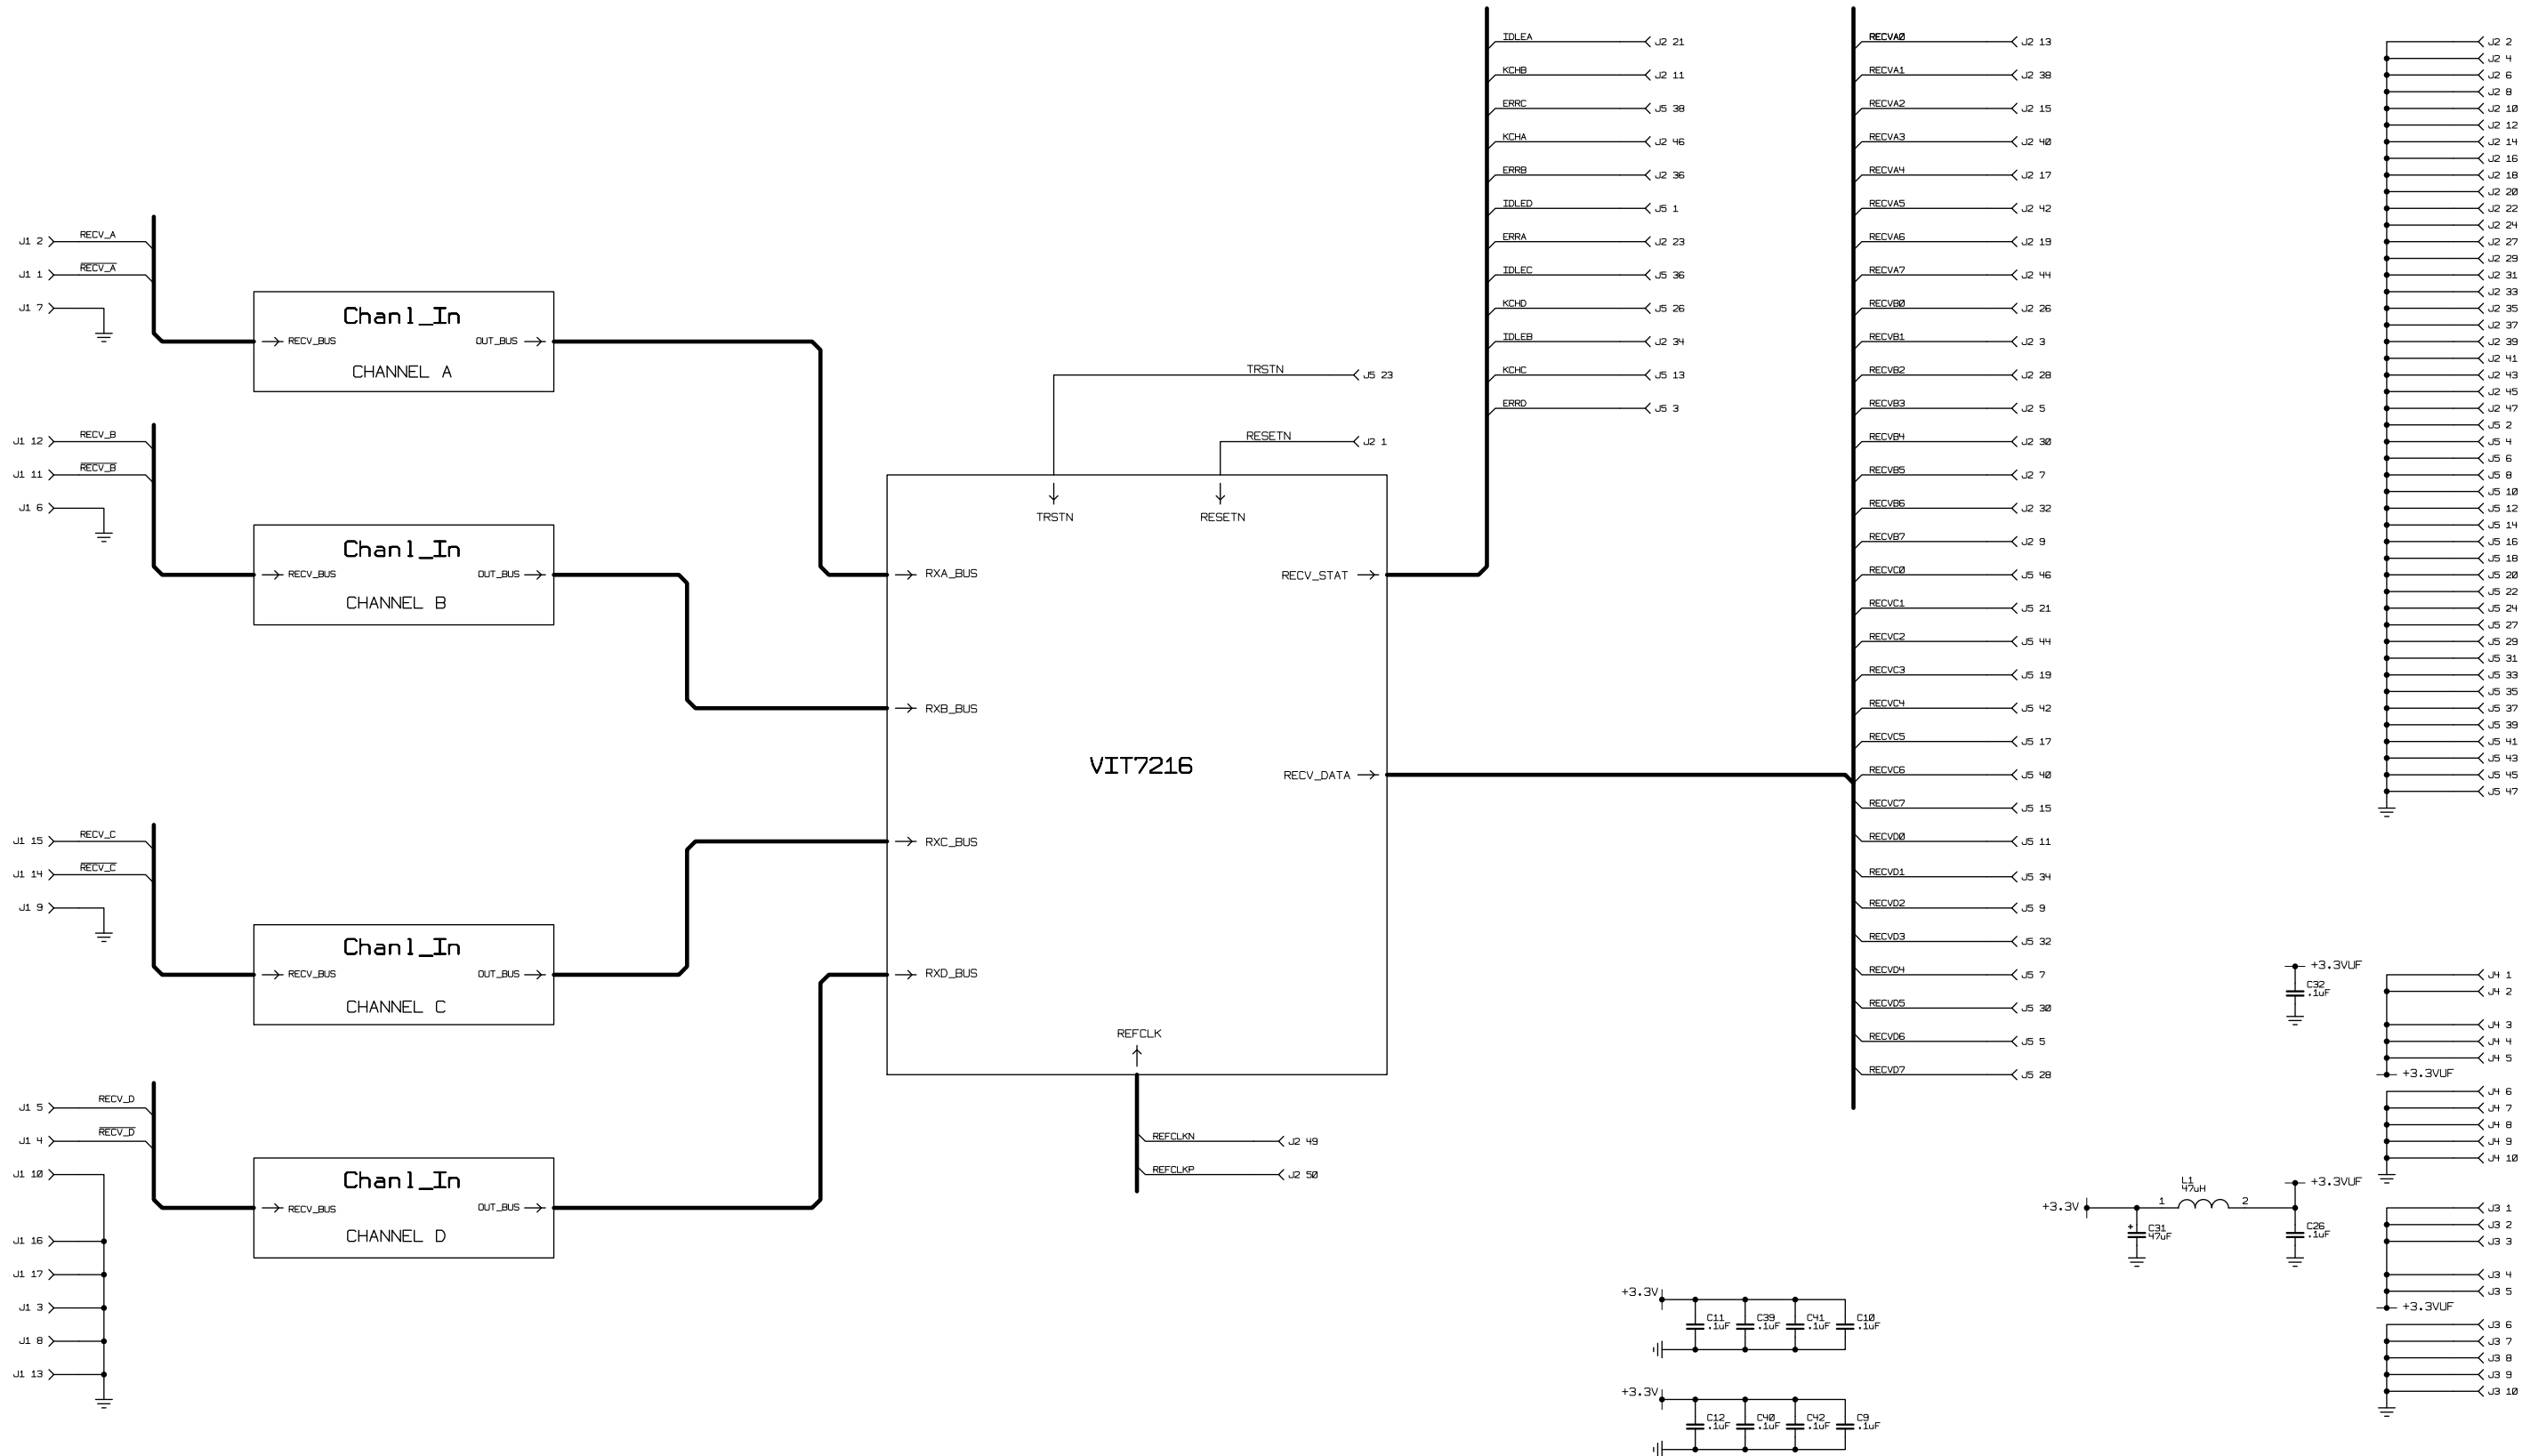 J1 2 RECV_A
J1 1 RECV_A
J1 7
Chanl_In
RECV_BUS OUT_BUS
CHANNEL A
J1 12 RECV_B
J1 11 RECV_B
J1 6
Chanl_In
RECV_BUS OUT_BUS
CHANNEL B
J1 15 RECV_C
J1 14 RECV_C
J1 9
Chanl_In
RECV_BUS OUT_BUS
CHANNEL C
J1 5 RECV_D
J1 4 RECV_D
J1 10
Chanl_In
RECV_BUS OUT_BUS
CHANNEL D
J1 16
J1 17
J1 3
J1 8
J1 13
TRSTN J5 23
RESETN J2 1
TRSTN RESETN
RXA_BUS RECV_STAT
RXB_BUS
VIT7216 RECV_DATA
RXC_BUS
RXD_BUS
REFCLK
REFCLKN J2 49
REFCLKP J2 50
IDLEA J2 21
KCHB J2 11
ERRC J5 38
KCHA J2 46
ERRB J2 36
IDLED J5 1
ERRA J2 23
IDLEC J5 36
KCHD J5 26
IDLEB J2 34
KCHC J5 13
ERRD J5 3
RECVA0 J2 13
RECVA1 J2 38
RECVA2 J2 15
RECVA3 J2 40
RECVA4 J2 17
RECVA5 J2 42
RECVA6 J2 19
RECVA7 J2 44
RECVB0 J2 26
RECVB1 J2 3
RECVB2 J2 28
RECVB3 J2 5
RECVB4 J2 30
RECVB5 J2 7
RECVB6 J2 32
RECVB7 J2 9
RECVC0 J5 46
RECVC1 J5 21
RECVC2 J5 44
RECVC3 J5 19
RECVC4 J5 42
RECVC5 J5 17
RECVC6 J5 40
RECVC7 J5 15
RECVD0 J5 11
RECVD1 J5 34
RECVD2 J5 9
RECVD3 J5 32
RECVD4 J5 7
RECVD5 J5 30
RECVD6 J5 5
RECVD7 J5 28
J2 2
J2 4
J2 6
J2 8
J2 10
J2 12
J2 14
J2 16
J2 18
J2 20
J2 22
J2 24
J2 27
J2 29
J2 31
J2 33
J2 35
J2 37
J2 39
J2 41
J2 43
J2 45
J2 47
J5 2
J5 4
J5 6
J5 8
J5 10
J5 12
J5 14
J5 16
J5 18
J5 20
J5 22
J5 24
J5 27
J5 29
J5 31
J5 33
J5 35
J5 37
J5 39
J5 41
J5 43
J5 45
J5 47
+3.3VUF
C32
.1uF
J4 1
J4 2
J4 3
J4 4
J4 5
+3.3VUF
J4 6
J4 7
J4 8
J4 9
J4 10
L1
47uH
+3.3VUF
+3.3V 1 2
+ C31
47uF
C26
.1uF
J3 1
J3 2
J3 3
J3 4
J3 5
+3.3VUF
J3 6
J3 7
J3 8
J3 9
J3 10
+3.3V
C11 C39 C41 C10
.1uF .1uF .1uF .1uF
+3.3V
C12 C40 C42 C9
.1uF .1uF .1uF .1uF